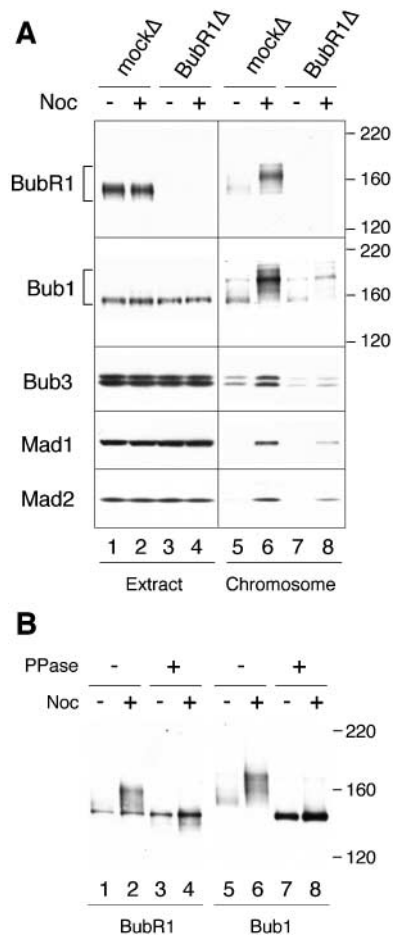 A
mockΔ BubR1Δ mockΔ BubR1Δ
Noc - + - + - + - +
220
BubR1 160
120
220
Bub1 160
120
Bub3
Mad1
Mad2
1 2 3 4 5 6 7 8
Extract Chromosome
B
PPase - + - +
Noc - + - + - + - +
220
160
120
1 2 3 4 5 6 7 8
BubR1 Bub1